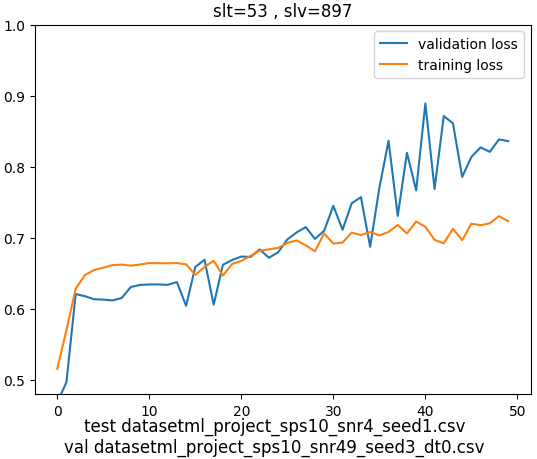 slt=53 , slv=897
validation loss
training loss
1.0
0.9
0.8
0.7
0.6
0.5
0 10 20 30 40 50
test datasetml_project_sps10_snr4_seed1.csv
val datasetml_project_sps10_snr49_seed3_dt0.csv